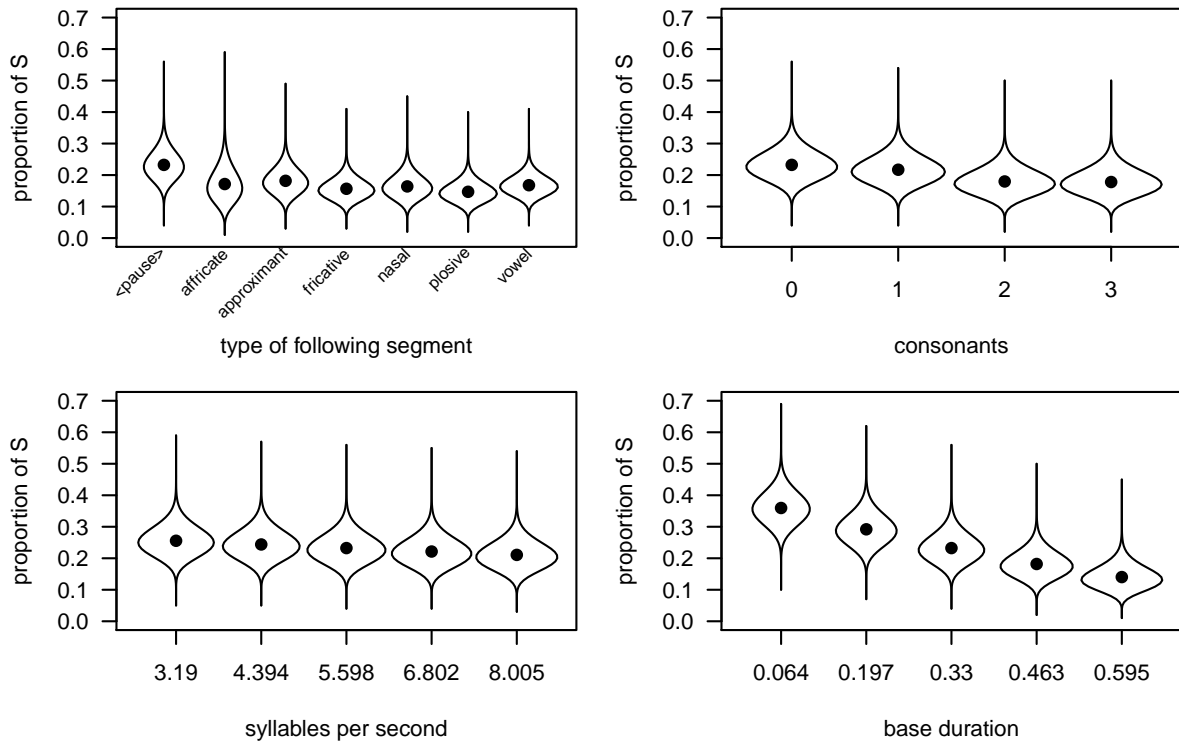 proportion of S
0.7
0.6
0.5
0.4
0.3
0.2
0.1
0.0
<pause>
affricate
approximant
fricative
nasal
plosive
vowel
type of following segment
proportion of S
0.7
0.6
0.5
0.4
0.3
0.2
0.1
0.0
0 1 2 3
consonants
proportion of S
0.7
0.6
0.5
0.4
0.3
0.2
0.1
0.0
3.19 4.394 5.598 6.802 8.005
syllables per second
proportion of S
0.7
0.6
0.5
0.4
0.3
0.2
0.1
0.0
0.064 0.197 0.33 0.463 0.595
base duration